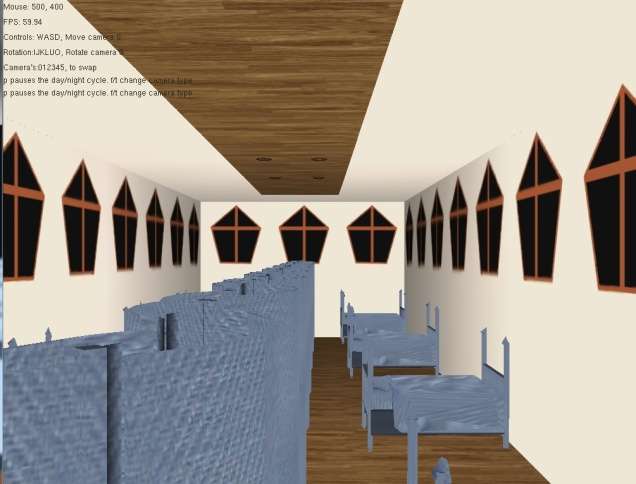 Mouse: 500, 400
FPS: 59.94
Controls: WASD, Move camera 0
Rotation:IJKLUO, Rotate camera 0
Camera's:012345, to swap
p pauses the day/night cycle. f/t change camera type.
p pauses the day/night cycle. f/t change camera type.